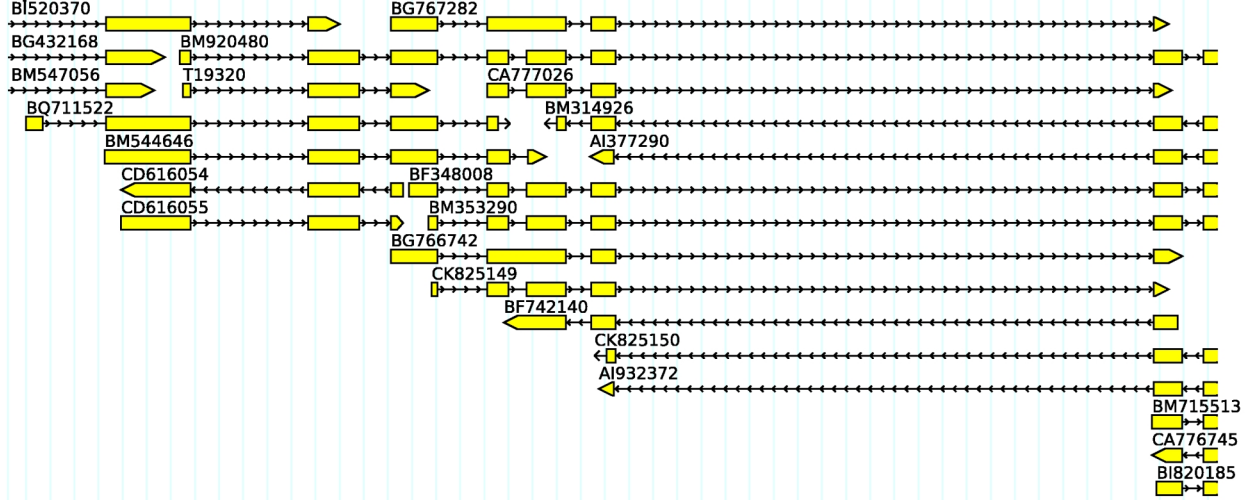 BI520370 BG767282
BG432168 BM920480
BM547056 T19320 CA777026
BQ711522 BM314926
BM544646 AI377290
CD616054 BF348008
CD616055 BM353290
BG766742
CK825149
BF742140
CK825150
AI932372
BM715513
CA776745
BI820185